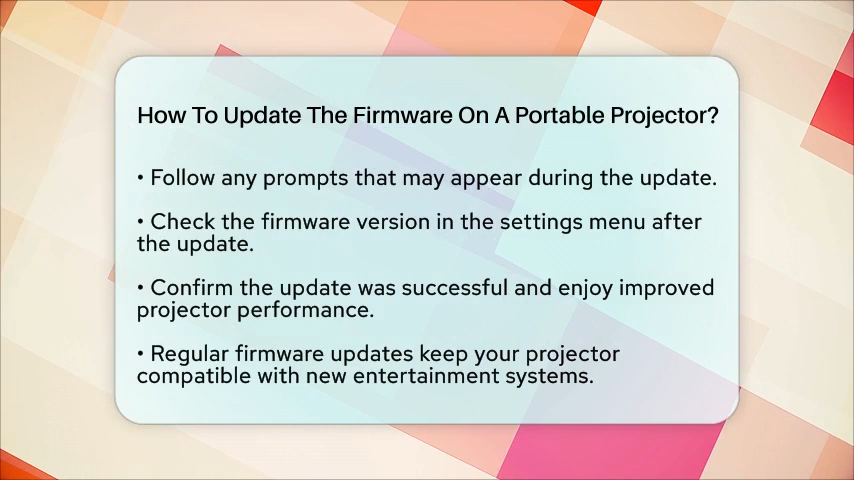 How To Update The Firmware On A Portable Projector?
• Follow any prompts that may appear during the update.
• Check the firmware version in the settings menu after
the update.
• Confirm the update was successful and enjoy improved
projector performance.
• Regular firmware updates keep your projector
compatible with new entertainment systems.